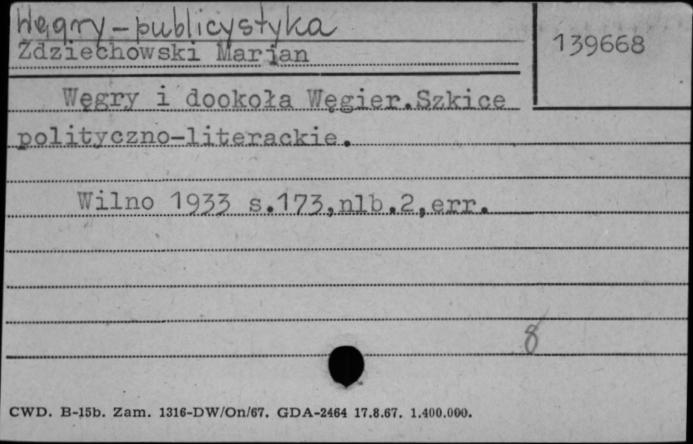 Węgry - publicystyka
Zdziechowski Marjan
139668
Węgry i dookoła Węgier.Szkice
polityczno-literackie.
Wilno 1933 s.173,nlb.2,err.
8
CWD. B-15b. Zam. 1316-DW/On/67. GDA-2464 17.8.67. 1.400.000.